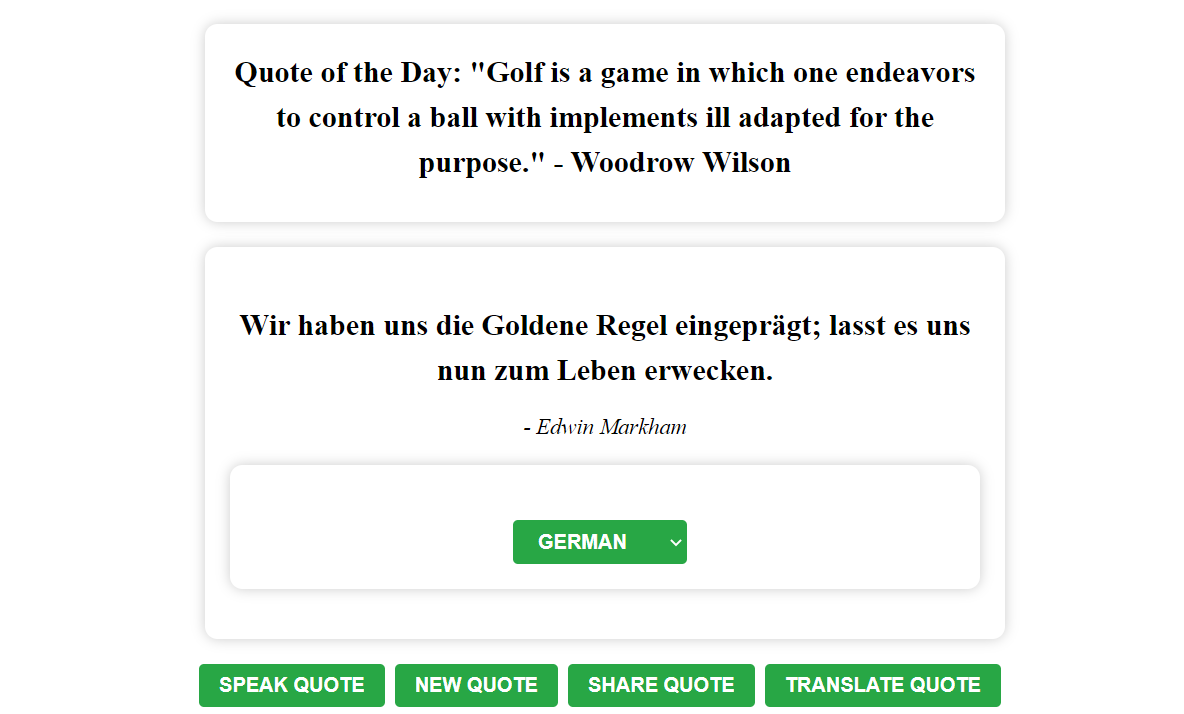 Quote of the Day: "Golf is a game in which one endeavors
to control a ball with implements ill adapted for the
purpose." - Woodrow Wilson
Wir haben uns die Goldene Regel eingeprägt; lasst es uns
nun zum Leben erwecken.
- Edwin Markham
GERMAN
SPEAK QUOTE NEW QUOTE SHARE QUOTE TRANSLATE QUOTE